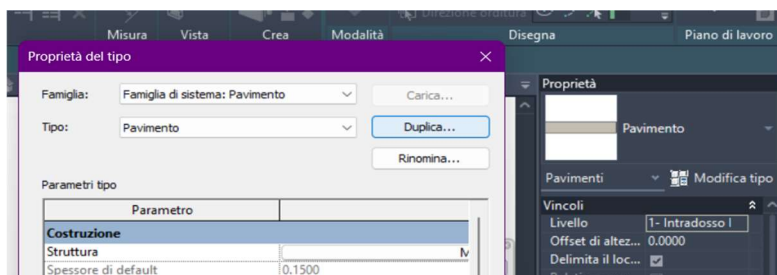 Direzione orditura
Misura Vista Crea Modalità Disegna Piano di lavoro
Proprietà del tipo
Famiglia: Famiglia di sistema: Pavimento Carica...
Tipo: Pavimento Duplica...
Rinomina...
Parametri tipo
Parametro
Costruzione
Struttura M
Spessore di default 0.1500
Proprietà
Pavimento
Pavimenti Modifica tipo
Vincoli
Livello 1- Intradosso I
Offset di altez... 0.0000
Delimita il loc...